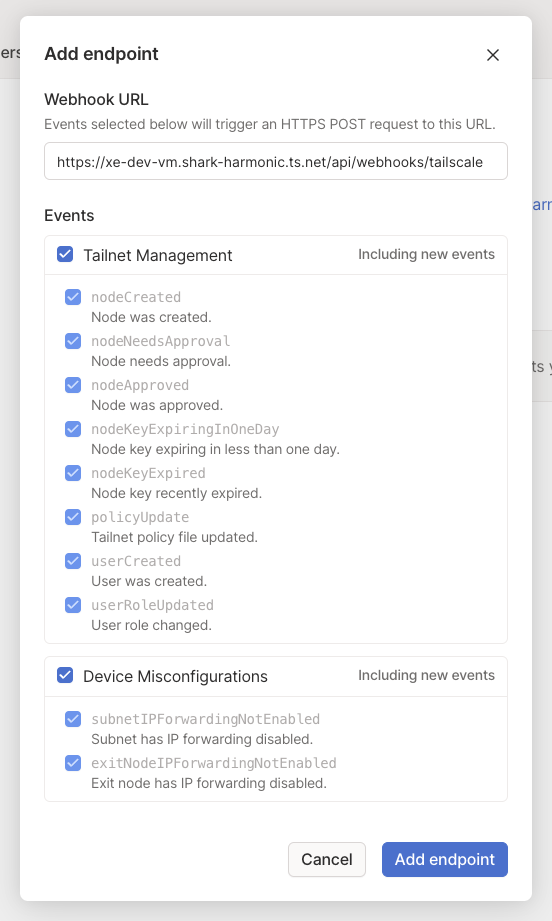 Add endpoint
Webhook URL
Events selected below will trigger an HTTPS POST request to this URL.
https://xe-dev-vm.shark-harmonic.ts.net/api/webhooks/tailscale
Events
Tailnet Management Including new events
nodeCreated
Node was created.
nodeNeedsApproval
Node needs approval.
nodeApproved
Node was approved.
nodeKeyExpiringInOneDay
Node key expiring in less than one day.
nodeKeyExpired
Node key recently expired.
policyUpdate
Tailnet policy file updated.
userCreated
User was created.
userRoleUpdated
User role changed.
Device Misconfigurations Including new events
subnetIPForwardingNotEnabled
Subnet has IP forwarding disabled.
exitNodeIPForwardingNotEnabled
Exit node has IP forwarding disabled.
Cancel Add endpoint